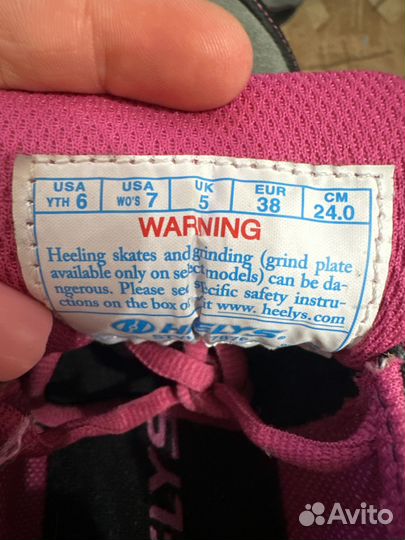 USA USA UK EUR CM
YTH 6 WO'S 7 5 38 24.0
WARNING
Heeling skates and grinding (grind plate
available only on select models) can be da-
ngerous. Please see specific safety instru-
ctions on the box or at www.heelys.com
HEELYS
ELYS
Avito